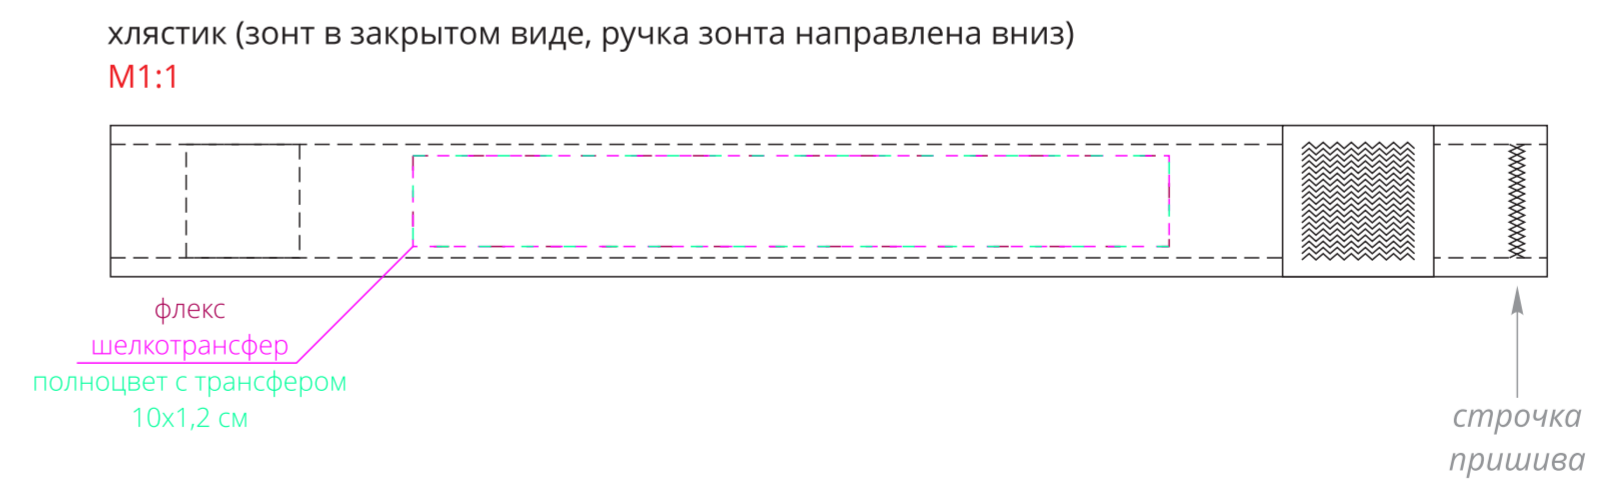 хлястик (зонт в закрытом виде, ручка зонта направлена вниз)
М1:1
флекс
шелкотрансфер
полноцвет с трансфером
10х1,2 см
строчка
пришива